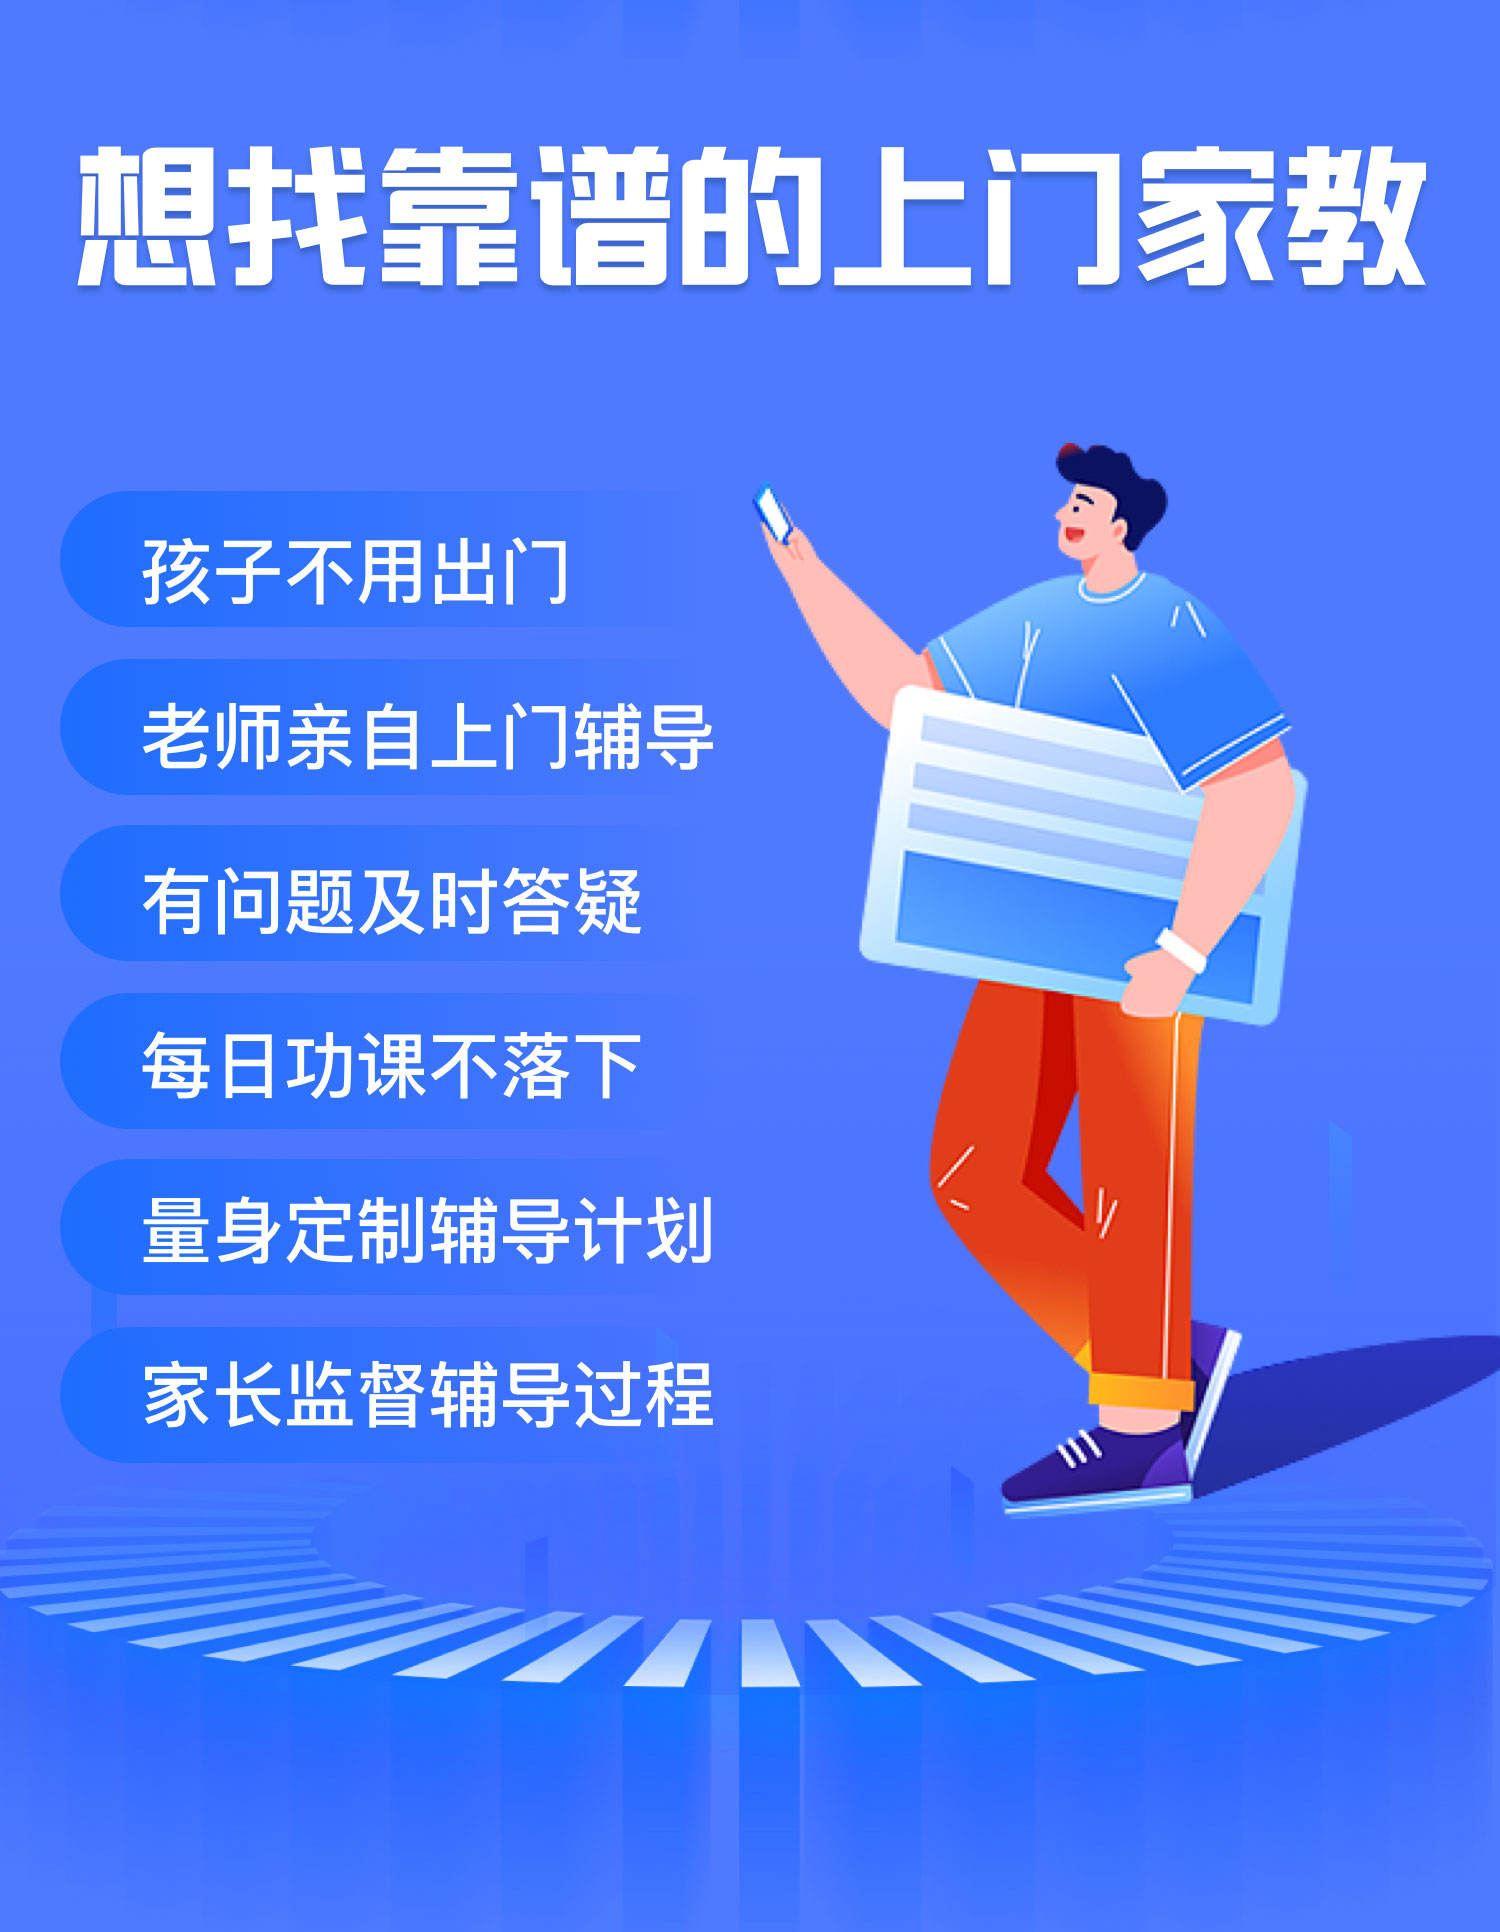 想找靠谱的上门家教
孩子不用出门
老师亲自上门辅导
有问题及时答疑
每日功课不落下
量身定制辅导计划
家长监督辅导过程